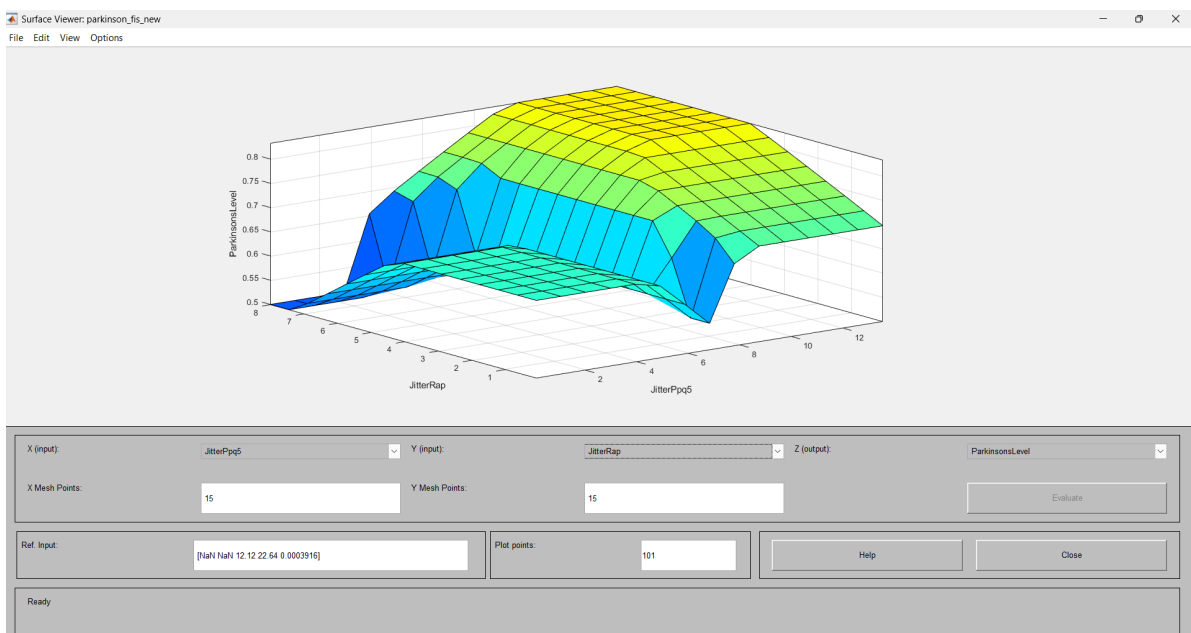 Surface Viewer: parkinson_fis_new
File Edit View Options
0.8
0.75
0.7
0.65
0.6
0.55
0.5
ParkinsonsLevel
8
7
6
5
4
3
2
1
JitterRap
2
4
6
8
10
12
JitterPpq5
X (input): JitterPpq5 Y (input): JitterRap Z (output): ParkinsonsLevel
X Mesh Points: 15 Y Mesh Points: 15 Evaluate
Ref. Input: [NaN NaN 12.12 22.64 0.0003916] Plot points: 101 Help Close
Ready